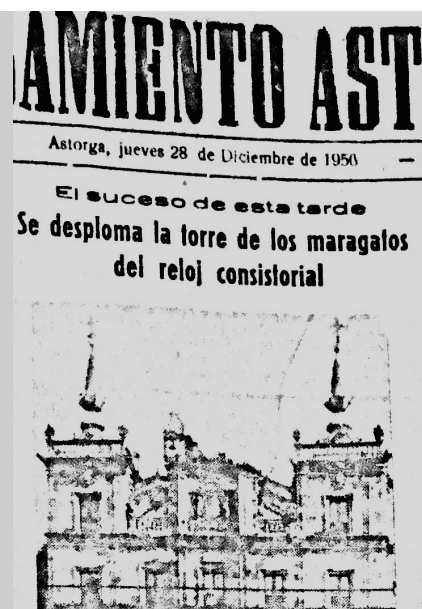 AMIENTO AST
Astorga, jueves 28 de Diciembre de 1950 —
El suceso de esta tarde
Se desploma la torre de los maragatos
del reloj consistorial